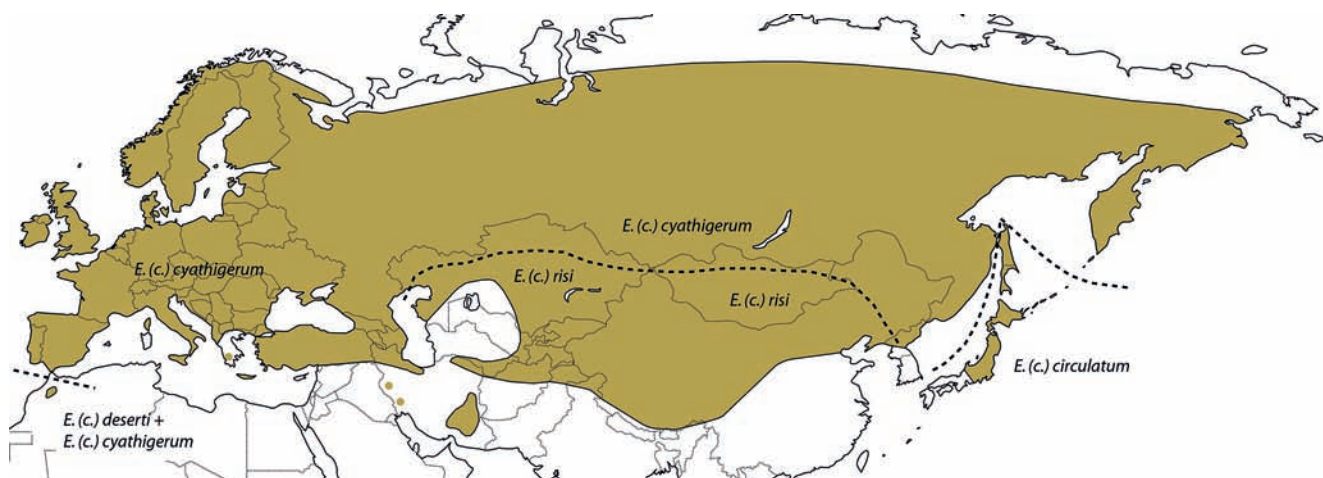 E. (c.) cyathigerum
E. (c.) cyathigerum
E. (c.) risi
E. (c.) risi
E. (c.) circulatum
E. (c.) deserti +
E. (c.) cyathigerum